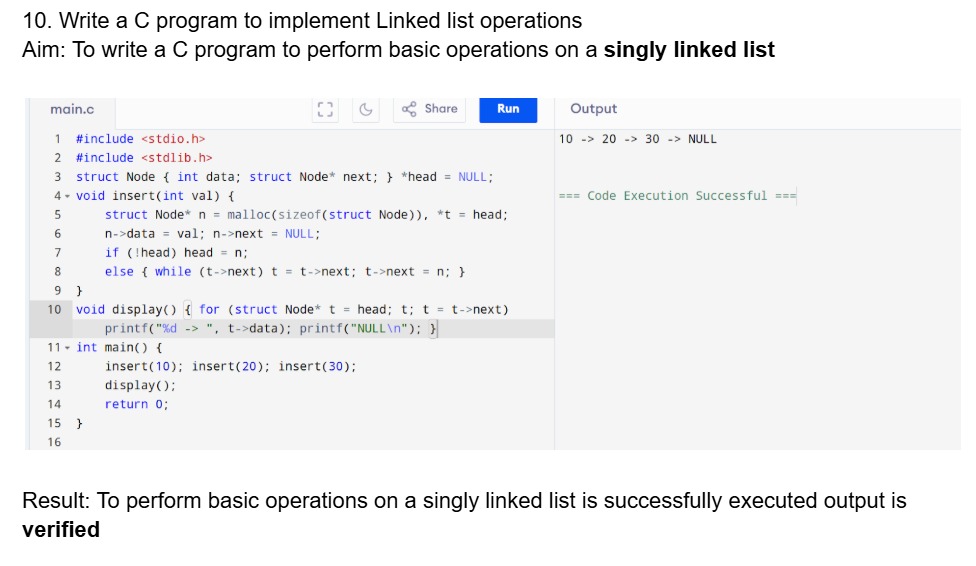 10. Write a C program to implement Linked list operations
Aim: To write a C program to perform basic operations on a singly linked list
main.c
Share
Run
Output
1 #include <stdio.h>
2 #include <stdlib.h>
3 struct Node { int data; struct Node* next; } *head = NULL;
4 void insert(int val) {
5 struct Node* n = malloc(sizeof(struct Node)), *t = head;
6 n->data = val; n->next = NULL;
7 if (!head) head = n;
8 else { while (t->next) t = t->next; t->next = n; }
9 }
10 void display() { for (struct Node* t = head; t; t = t->next)
printf("%d -> ", t->data); printf("NULL\n"); }
11 int main() {
12 insert(10); insert(20); insert(30);
13 display();
14 return 0;
15 }
16
10 -> 20 -> 30 -> NULL
=== Code Execution Successful ===
Result: To perform basic operations on a singly linked list is successfully executed output is
verified